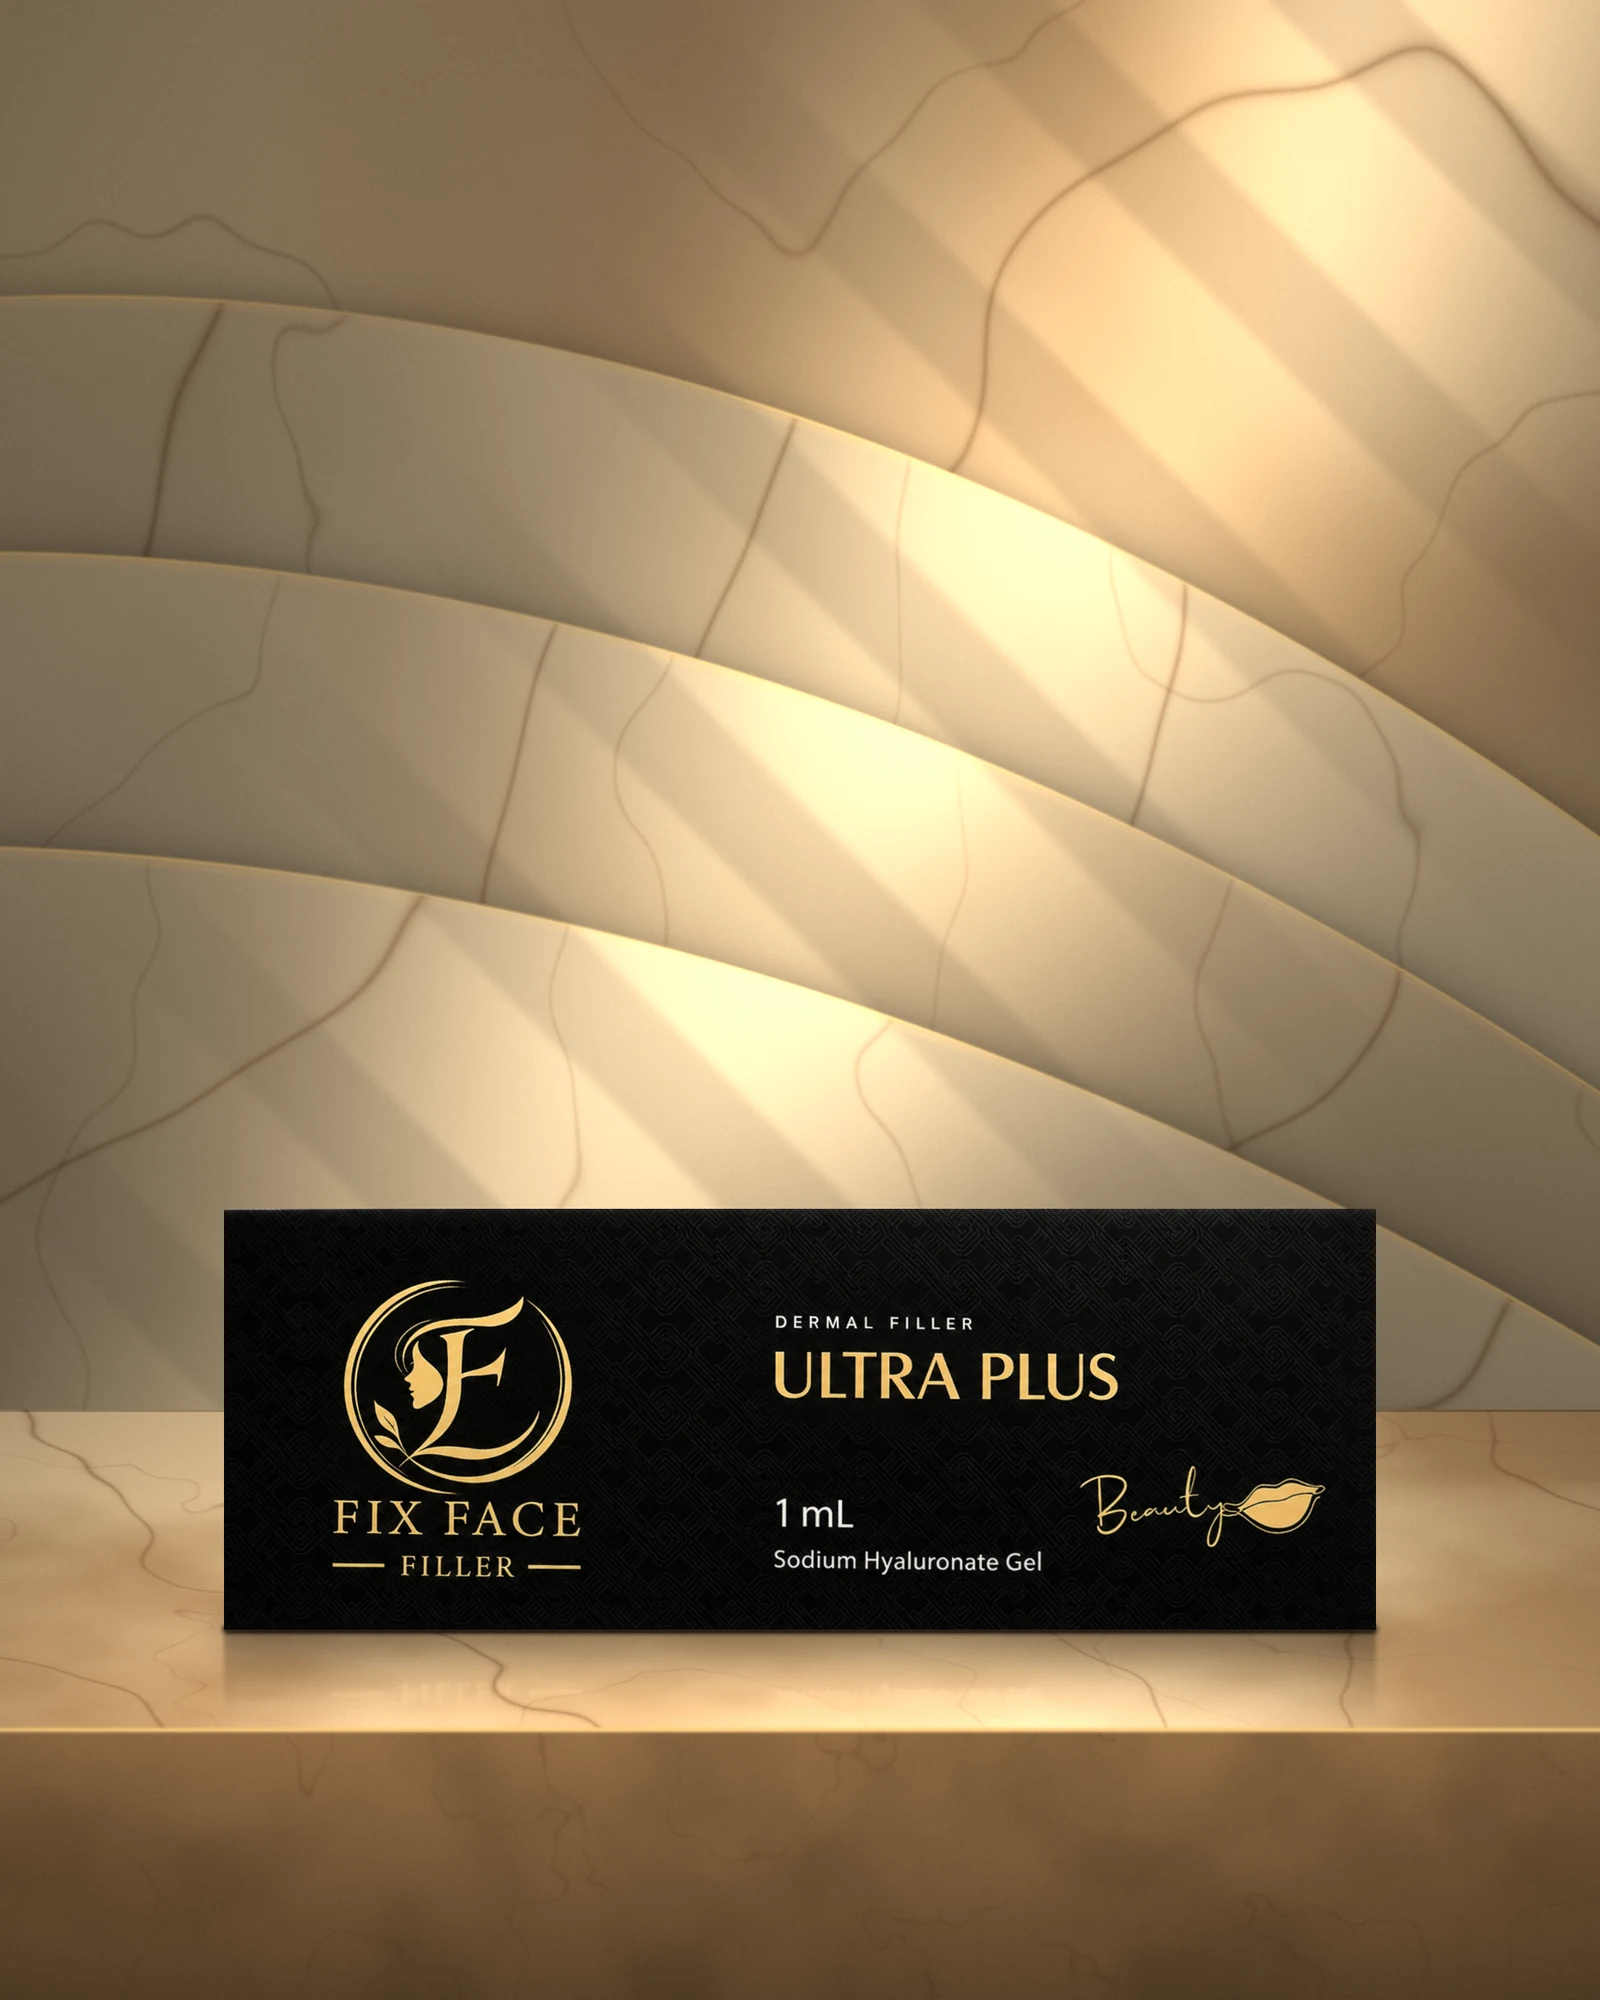 FIX FACE
FILLER
DERMAL FILLER
ULTRA PLUS
1 mL
Sodium Hyaluronate Gel
Beauty